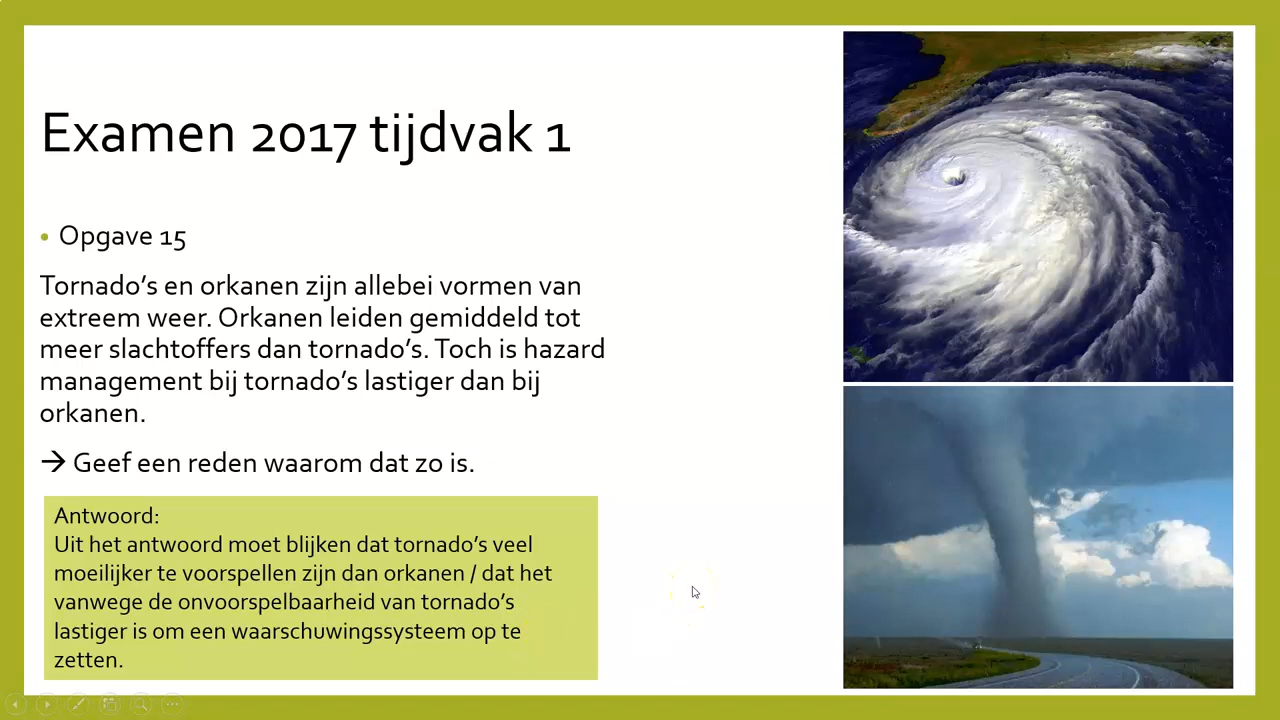 Examen 2017 tijdvak 1
• Opgave 15
Tornado’s en orkanen zijn allebei vormen van
extreem weer. Orkanen leiden gemiddeld tot
meer slachtoffers dan tornado’s. Toch is hazard
management bij tornado’s lastiger dan bij
orkanen.
→ Geef een reden waarom dat zo is.
Antwoord:
Uit het antwoord moet blijken dat tornado’s veel
moeilijker te voorspellen zijn dan orkanen / dat het
vanwege de onvoorspelbaarheid van tornado’s
lastiger is om een waarschuwingssysteem op te
zetten.